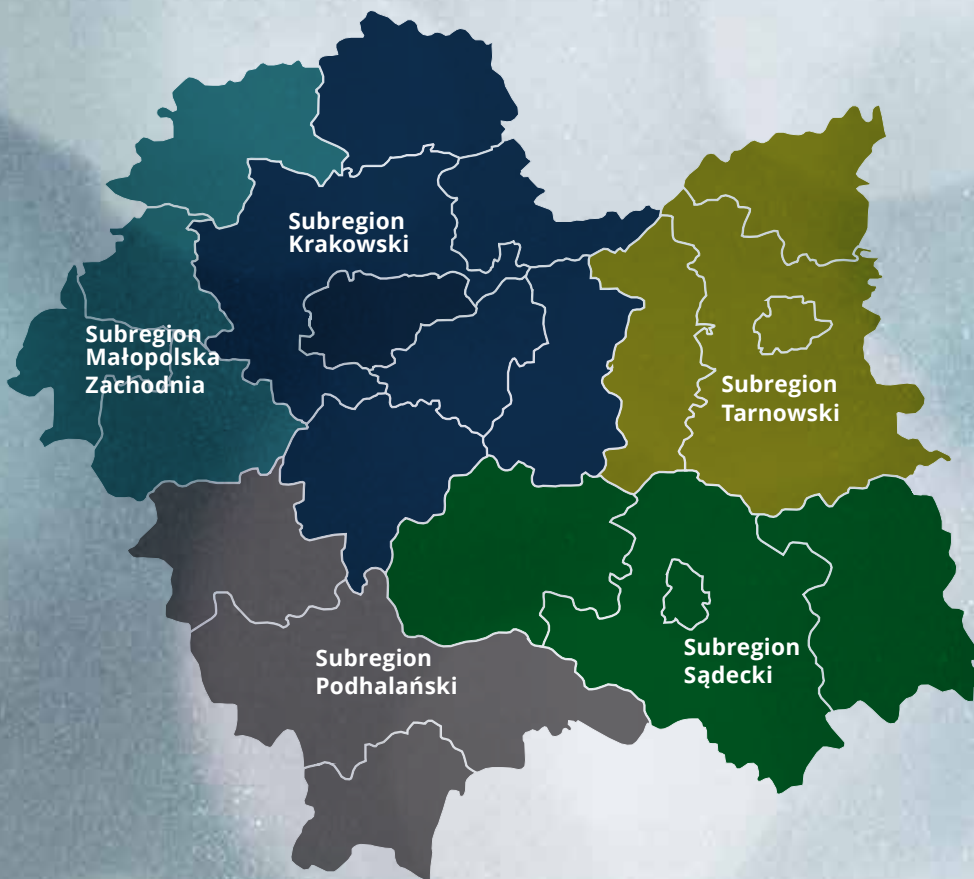 Subregion
Krakowski
Subregion
Małopolska
Zachodnia
Subregion
Tarnowski
Subregion
Podhalański
Subregion
Sądecki